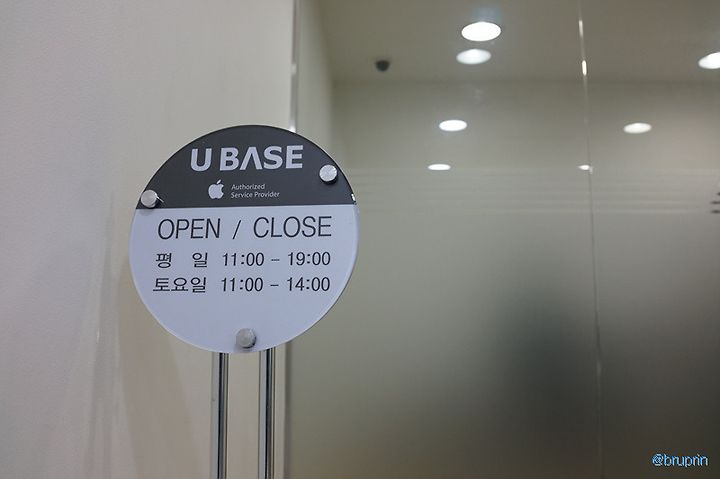 U BASE
Authorized
Service Provider
OPEN / CLOSE
평 일 11:00 - 19:00
토요일 11:00 - 14:00
@bruprin